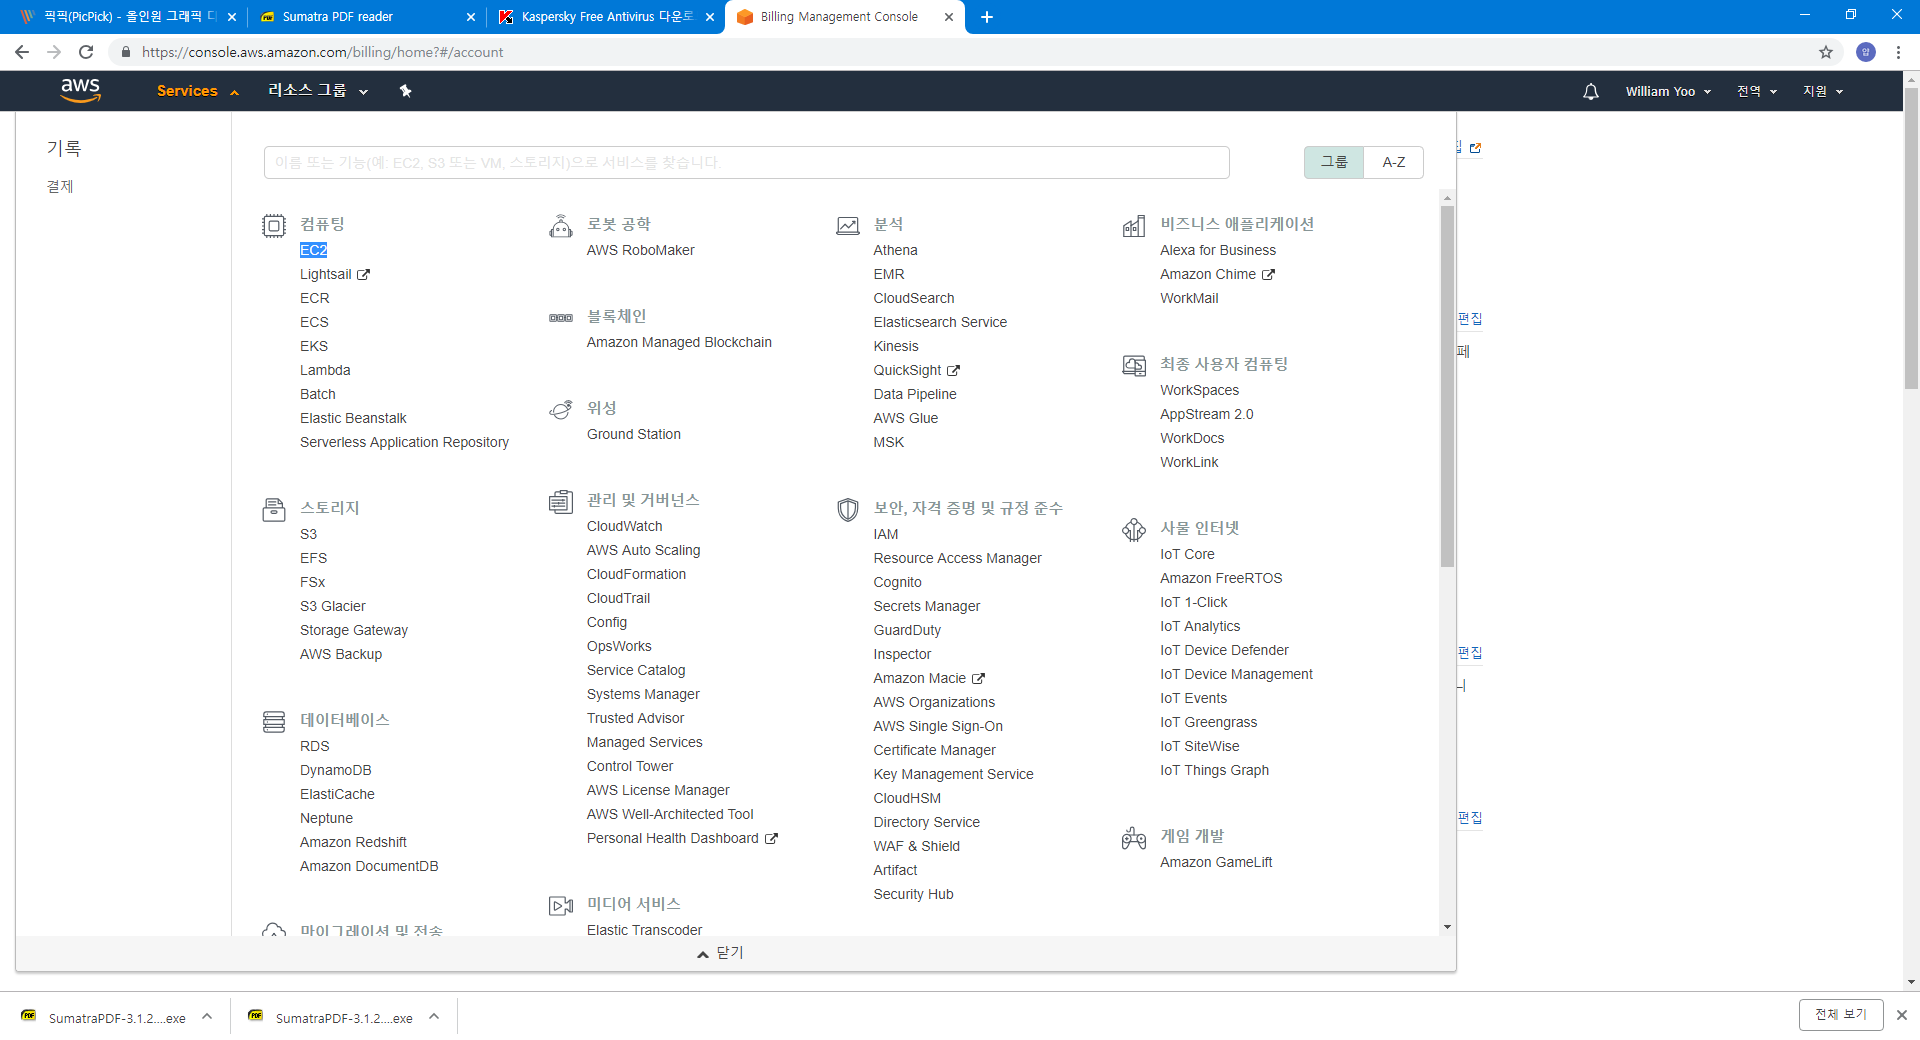 픽픽(PicPick) - 올인원 그래픽 디
Sumatra PDF reader
Kaspersky Free Antivirus 다운로
Billing Management Console
https://console.aws.amazon.com/billing/home?#/account
aws
Services
리소스 그룹
William Yoo
전역
지원
기록
결제
이름 또는 기능(예: EC2, S3 또는 VM, 스토리지)으로 서비스를 찾습니다.
그룹
A-Z
컴퓨팅
EC2
Lightsail
ECR
ECS
EKS
Lambda
Batch
Elastic Beanstalk
Serverless Application Repository
스토리지
S3
EFS
FSx
S3 Glacier
Storage Gateway
AWS Backup
데이터베이스
RDS
DynamoDB
ElastiCache
Neptune
Amazon Redshift
Amazon DocumentDB
마이그레이션 및 전송
로봇 공학
AWS RoboMaker
블록체인
Amazon Managed Blockchain
위성
Ground Station
관리 및 거버넌스
CloudWatch
AWS Auto Scaling
CloudFormation
CloudTrail
Config
OpsWorks
Service Catalog
Systems Manager
Trusted Advisor
Managed Services
Control Tower
AWS License Manager
AWS Well-Architected Tool
Personal Health Dashboard
미디어 서비스
Elastic Transcoder
분석
Athena
EMR
CloudSearch
Elasticsearch Service
Kinesis
QuickSight
Data Pipeline
AWS Glue
MSK
보안, 자격 증명 및 규정 준수
IAM
Resource Access Manager
Cognito
Secrets Manager
GuardDuty
Inspector
Amazon Macie
AWS Organizations
AWS Single Sign-On
Certificate Manager
Key Management Service
CloudHSM
Directory Service
WAF & Shield
Artifact
Security Hub
비즈니스 애플리케이션
Alexa for Business
Amazon Chime
WorkMail
최종 사용자 컴퓨팅
WorkSpaces
AppStream 2.0
WorkDocs
WorkLink
사물 인터넷
IoT Core
Amazon FreeRTOS
IoT 1-Click
IoT Analytics
IoT Device Defender
IoT Device Management
IoT Events
IoT Greengrass
IoT SiteWise
IoT Things Graph
게임 개발
Amazon GameLift
편집
페
편집
니
편집
닫기
SumatraPDF-3.1.2....exe
SumatraPDF-3.1.2....exe
전체 보기